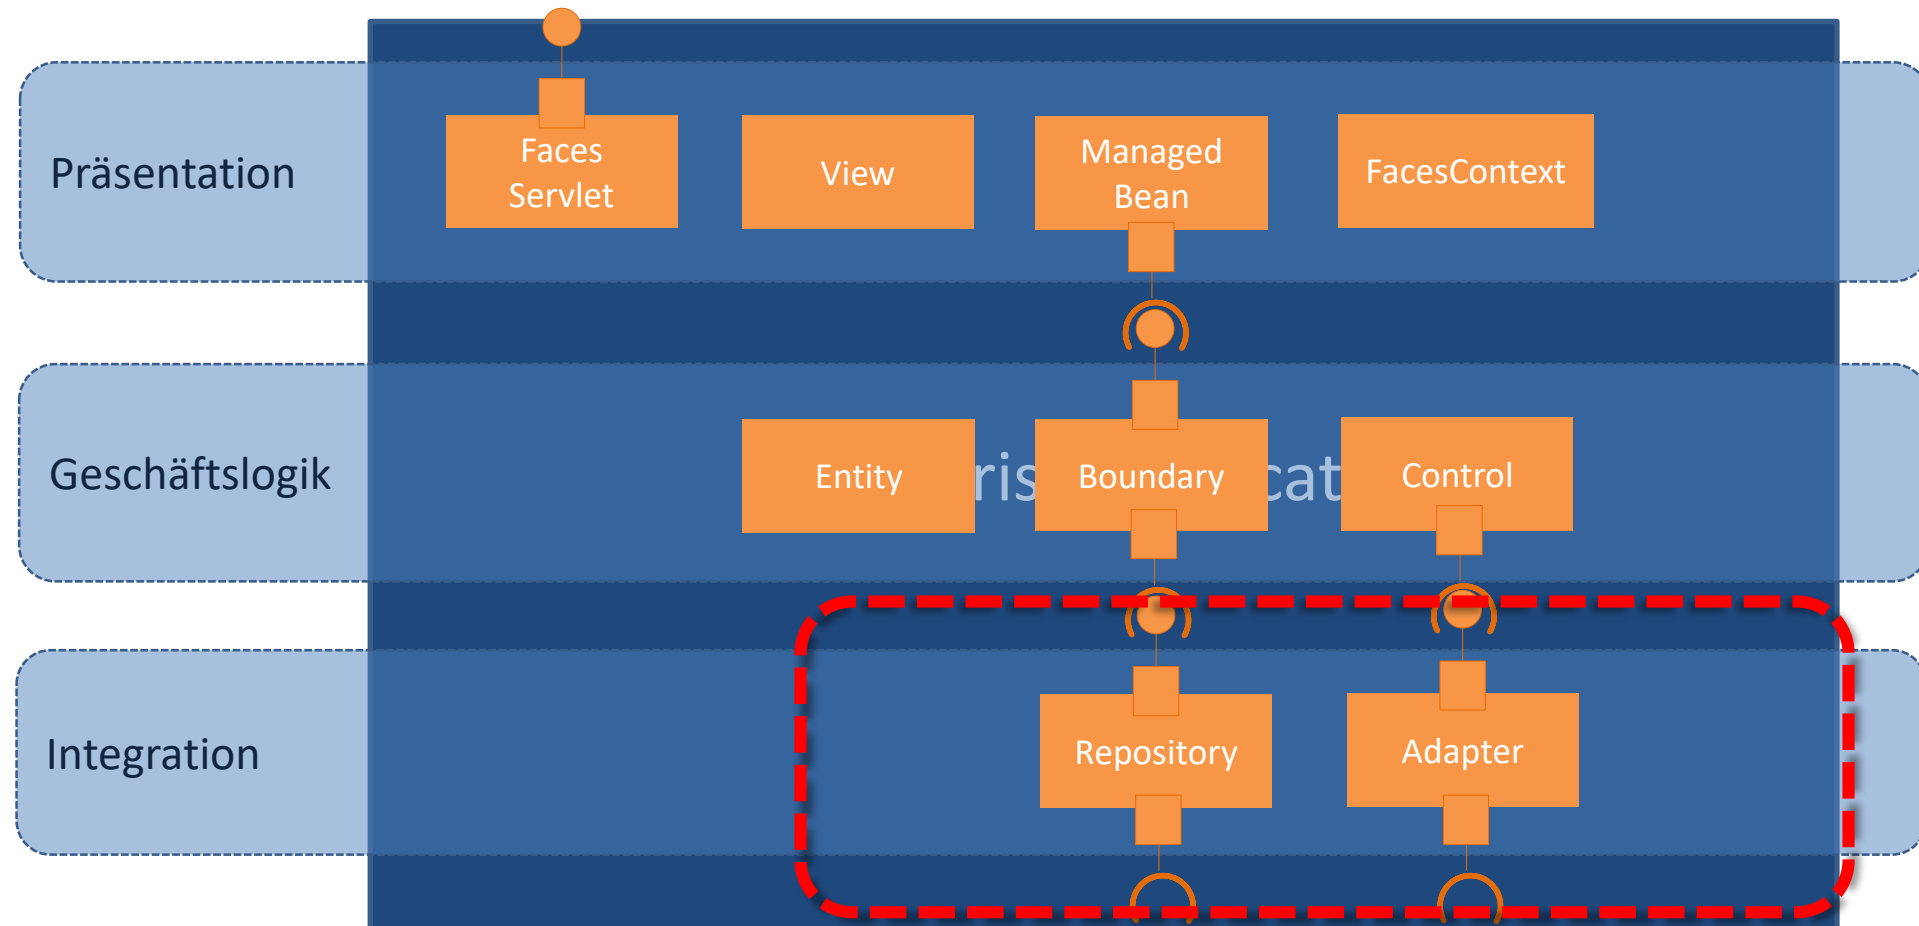 Präsentation
Faces
Servlet
View
Managed
Bean
FacesContext
Geschäftslogik
Entity
Boundary
Control
Integration
Repository
Adapter